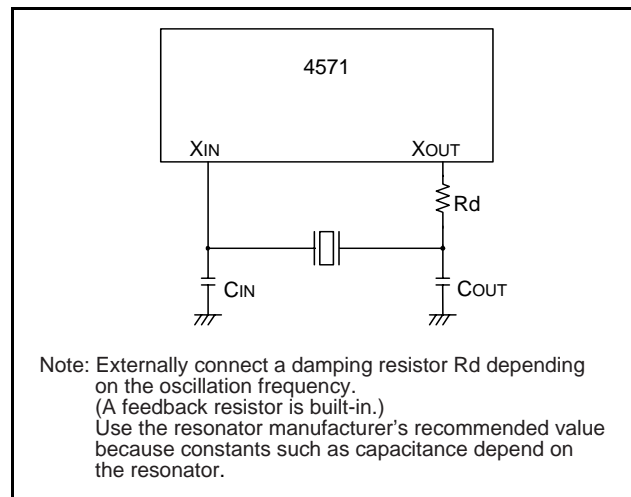 4571
XIN XOUT
Rd
CIN COUT
Note: Externally connect a damping resistor Rd depending
on the oscillation frequency.
(A feedback resistor is built-in.)
Use the resonator manufacturer’s recommended value
because constants such as capacitance depend on
the resonator.